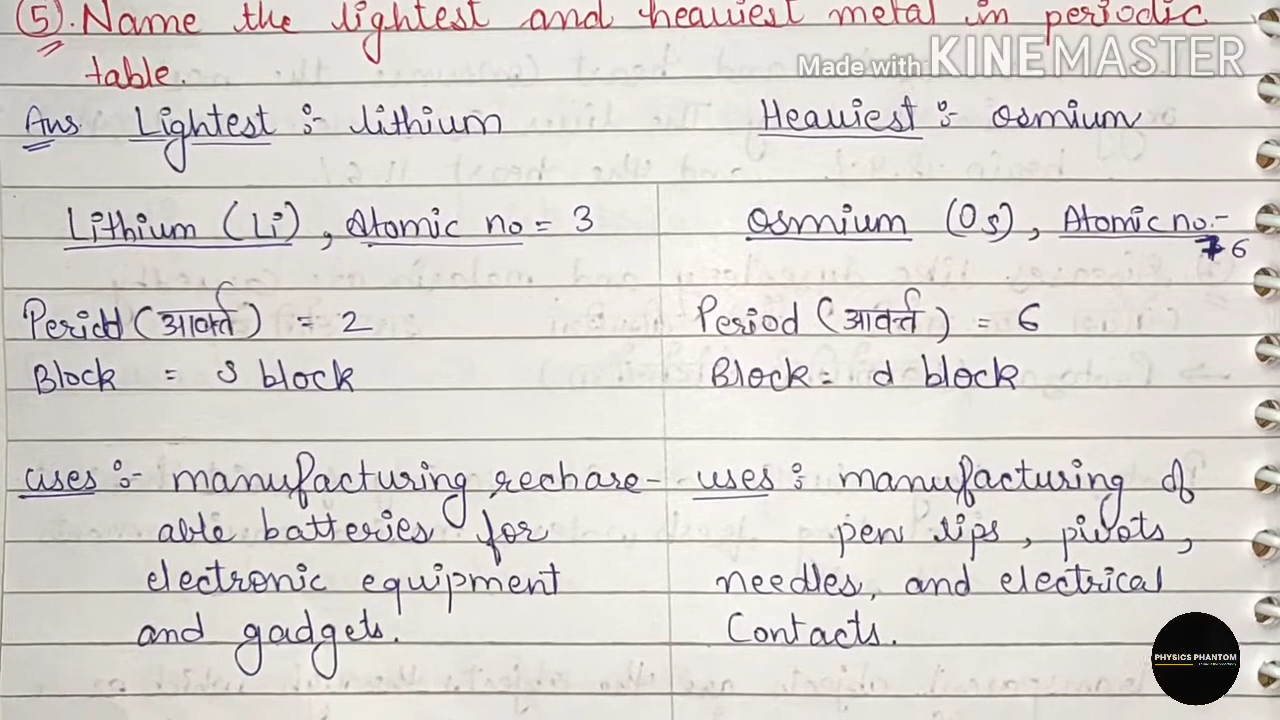 (5). Name the lightest and heaviest metal in periodic
table.
Made with KINEMASTER
Ans. Lightest :- lithium Heaviest :- Osmium
Lithium (Li), Atomic no = 3 Osmium (Os), Atomic no.-
76
Period (आवर्त) = 2 Period (आवर्त) = 6
Block = S block Block = d block
uses :- manufacturing rechare- uses : manufacturing of
able batteries for pen tips, pivots,
electronic equipment needles, and electrical
and gadgets. Contacts.
PHYSICS PHANTOM